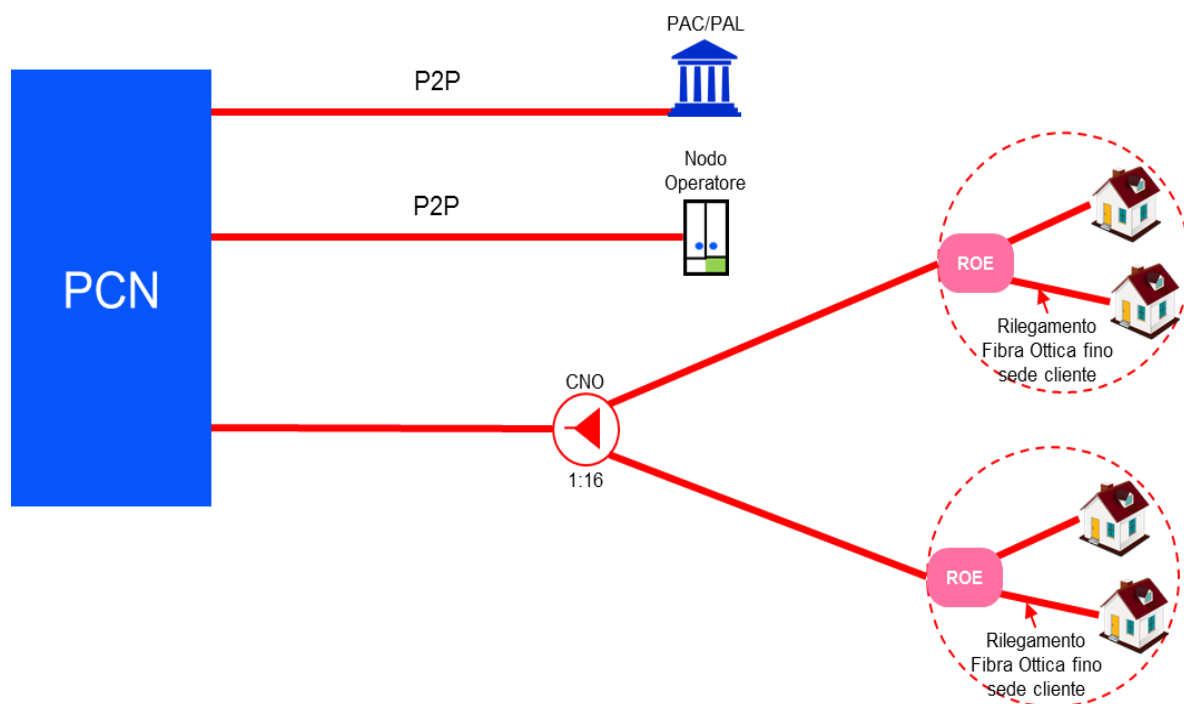 PAC/PAL
P2P
Nodo
Operatore
P2P
PCN
CNO
1:16
ROE
Rilegamento
Fibra Ottica fino
sede cliente
ROE
Rilegamento
Fibra Ottica fino
sede cliente